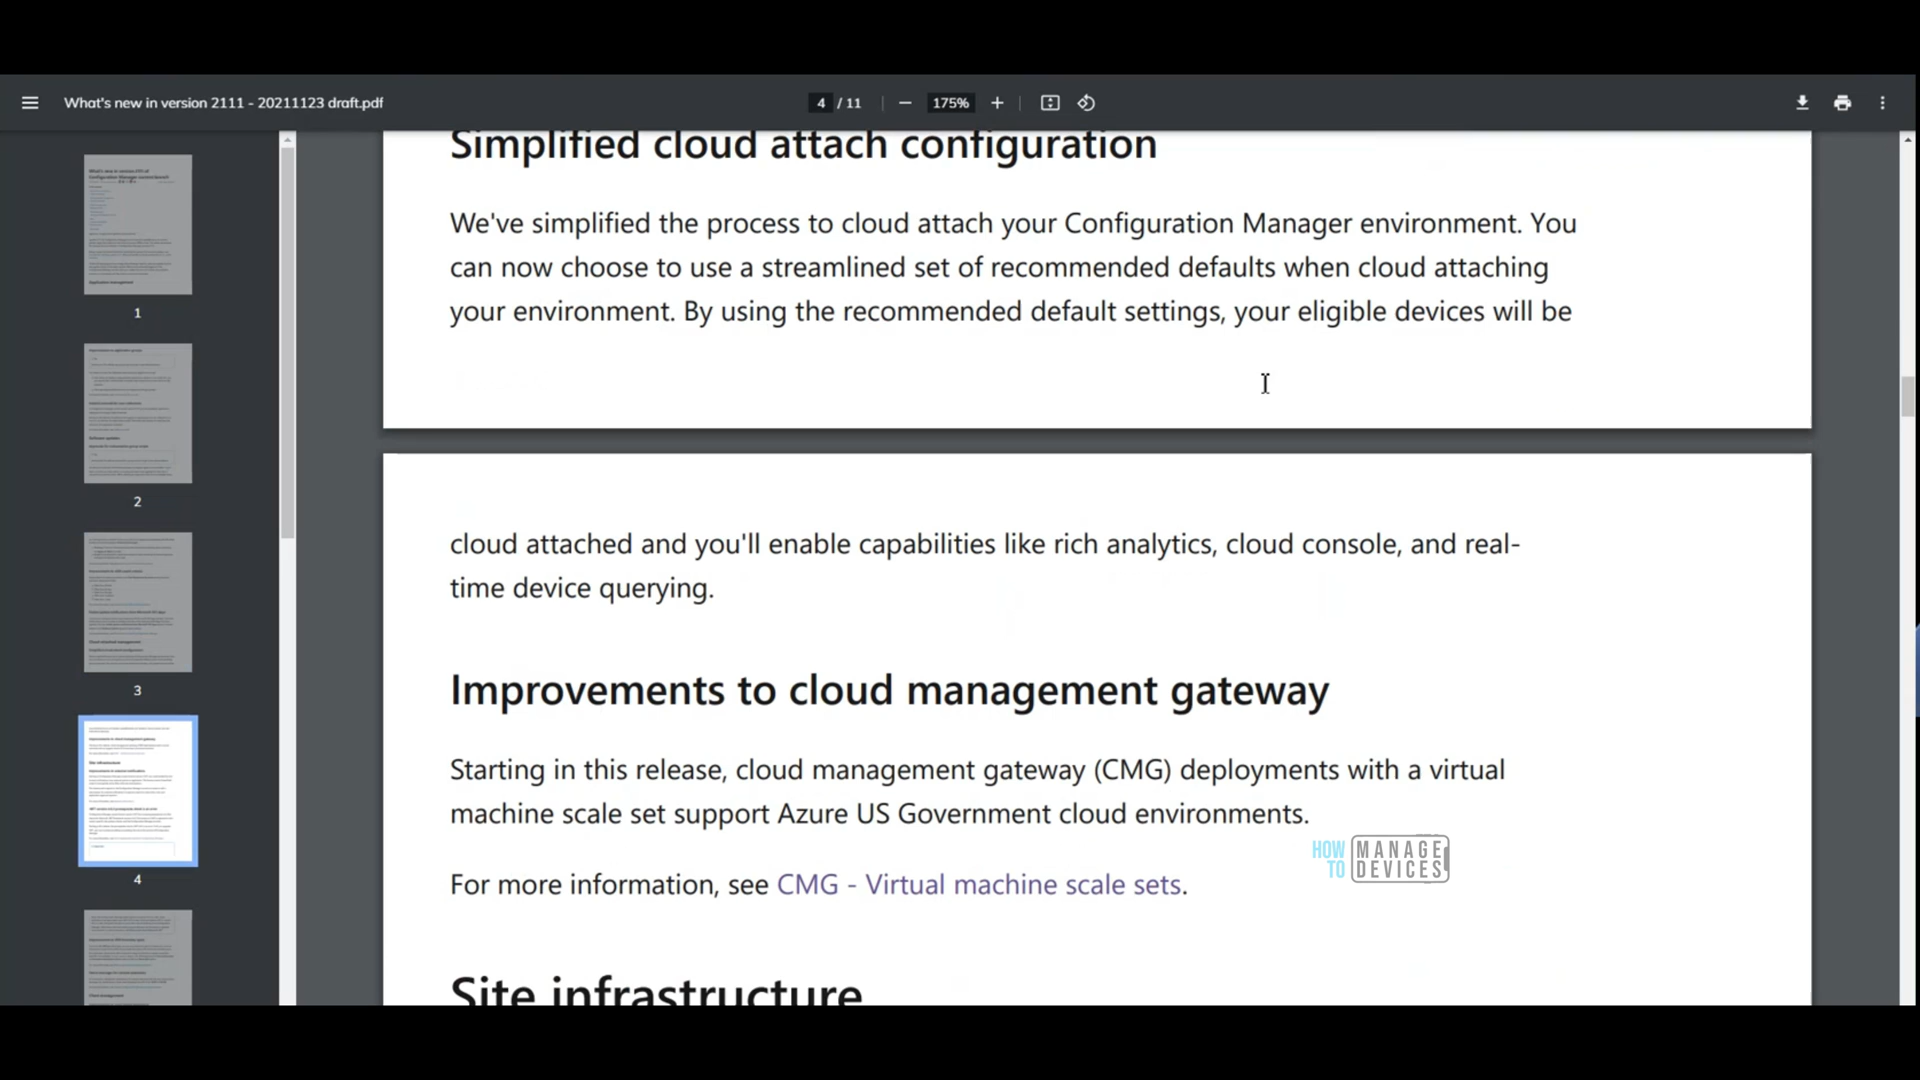 What's new in version 2111 - 20211123 draft.pdf
4 / 11
175%
Simplified cloud attach configuration
We've simplified the process to cloud attach your Configuration Manager environment. You
can now choose to use a streamlined set of recommended defaults when cloud attaching
your environment. By using the recommended default settings, your eligible devices will be
cloud attached and you'll enable capabilities like rich analytics, cloud console, and real-
time device querying.
Improvements to cloud management gateway
Starting in this release, cloud management gateway (CMG) deployments with a virtual
machine scale set support Azure US Government cloud environments.
HOW TO MANAGE DEVICES
For more information, see CMG - Virtual machine scale sets.
Site infrastructure
1
2
3
4